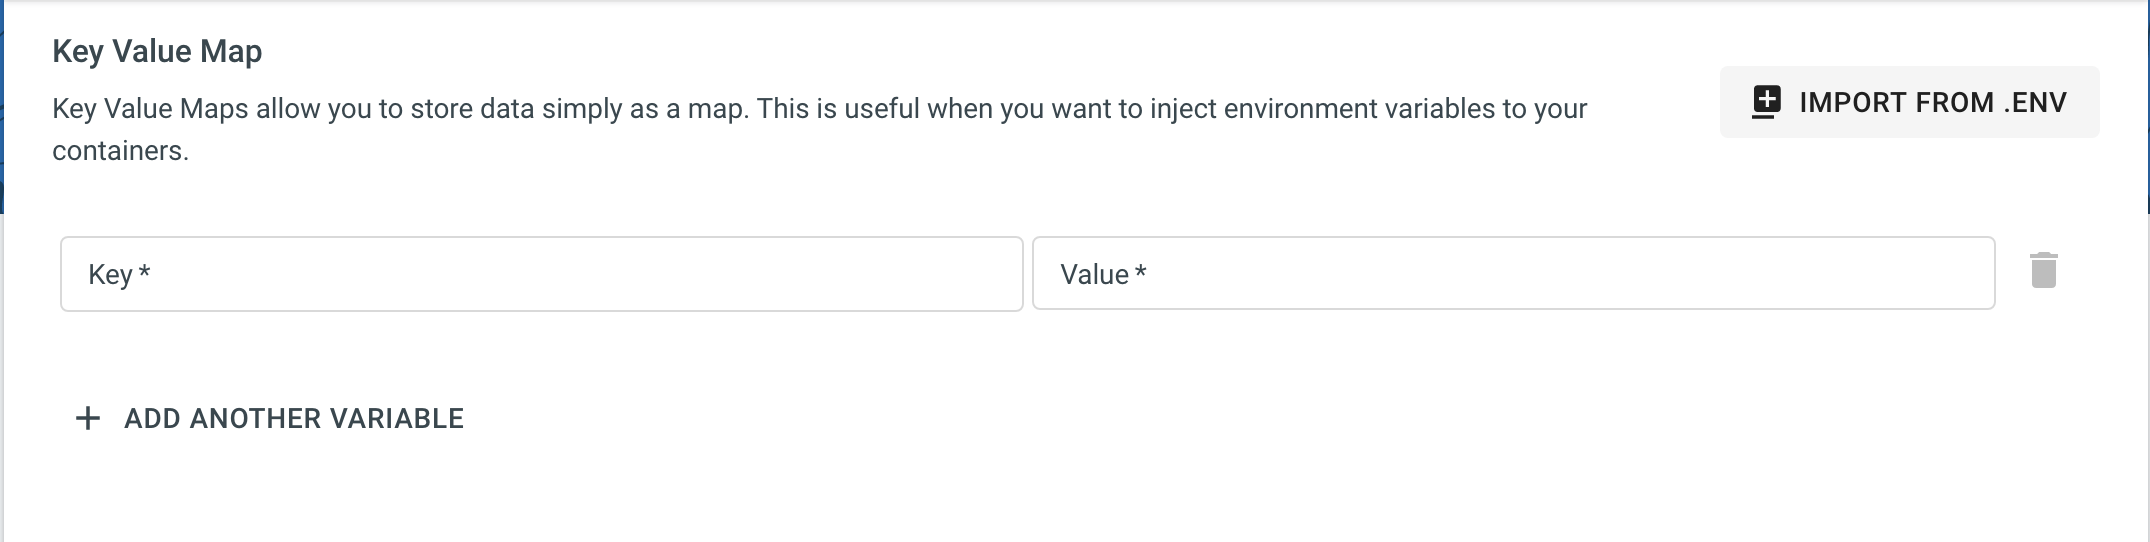 Key Value Map
Key Value Maps allow you to store data simply as a map. This is useful when you want to inject environment variables to your
containers.
IMPORT FROM .ENV
Key *
Value *
ADD ANOTHER VARIABLE